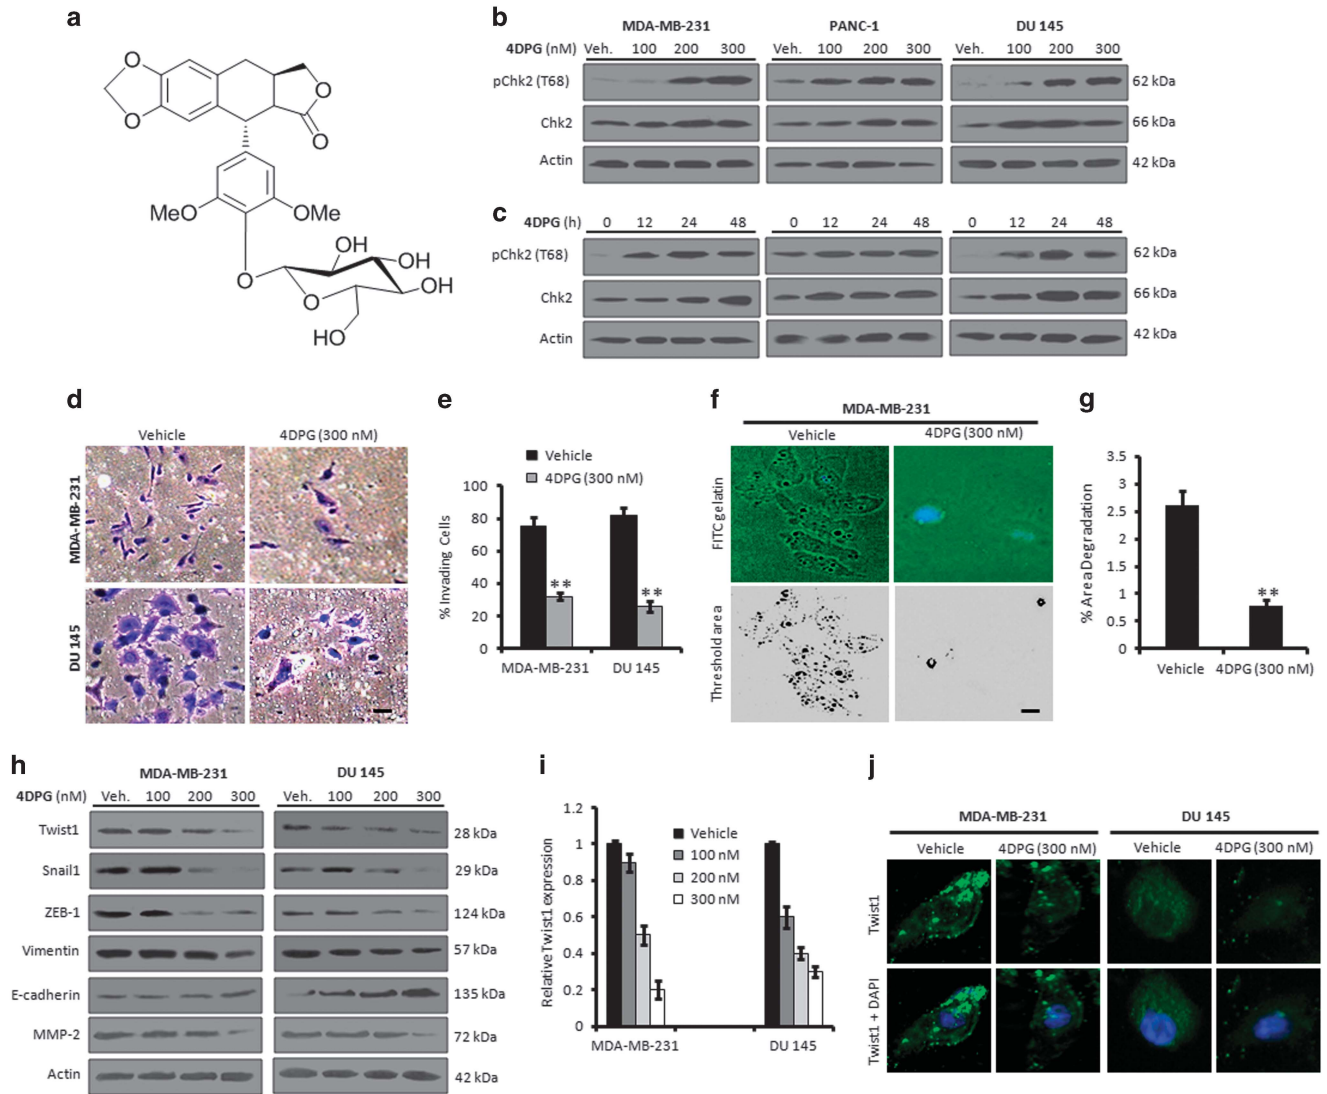 a
O
O
O
O
MeO
OMe
OH
OH
O
O
OH
HO
b
MDA-MB-231 PANC-1 DU 145
4DPG (nM) Veh. 100 200 300 Veh. 100 200 300 Veh. 100 200 300
pChk2 (T68) 62 kDa
Chk2 66 kDa
Actin 42 kDa
c
4DPG (h) 0 12 24 48 0 12 24 48 0 12 24 48
pChk2 (T68) 62 kDa
Chk2 66 kDa
Actin 42 kDa
d
Vehicle 4DPG (300 nM)
MDA-MB-231
DU 145
e
Vehicle
4DPG (300 nM)
% Invading Cells
100
80
60
40
20
0
**
**
MDA-MB-231 DU 145
f
MDA-MB-231
Vehicle 4DPG (300 nM)
FITC gelatin
Threshold area
g
% Area Degradation
3.5
3
2.5
2
1.5
1
0.5
0
**
Vehicle 4DPG (300 nM)
h
MDA-MB-231 DU 145
4DPG (nM) Veh. 100 200 300 Veh. 100 200 300
Twist1 28 kDa
Snail1 29 kDa
ZEB-1 124 kDa
Vimentin 57 kDa
E-cadherin 135 kDa
MMP-2 72 kDa
Actin 42 kDa
i
Relative Twist1 expression
1.2
1
0.8
0.6
0.4
0.2
0
Vehicle
100 nM
200 nM
300 nM
MDA-MB-231 DU 145
j
MDA-MB-231 DU 145
Vehicle 4DPG (300 nM) Vehicle 4DPG (300 nM)
Twist1
Twist1 + DAPI